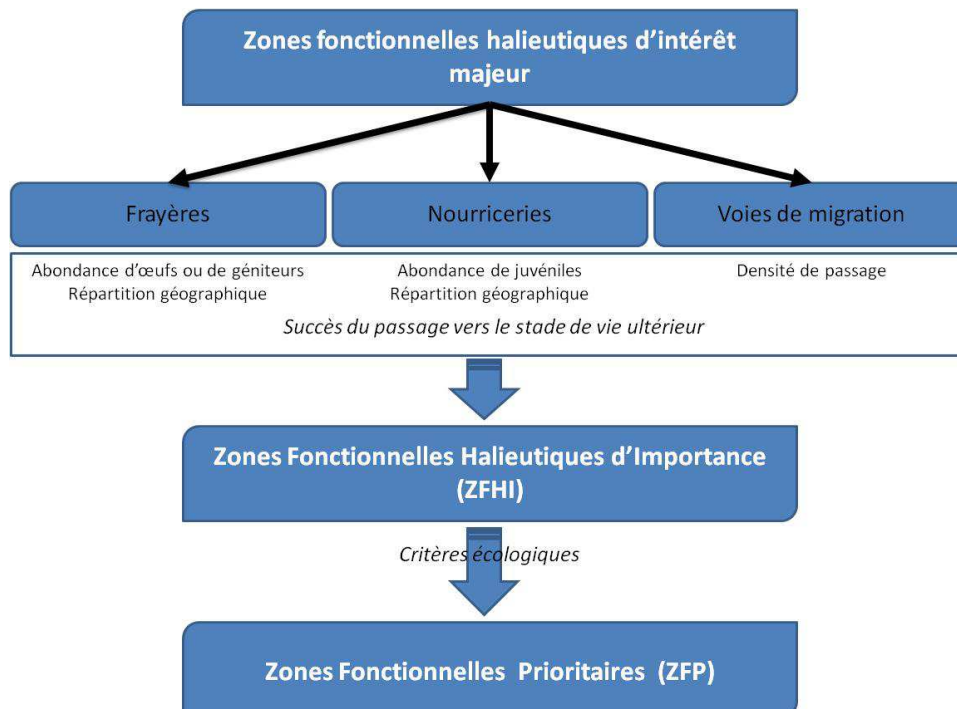 Zones fonctionnelles halieutiques d’intérêt
majeur
Frayères
Nourriceries
Voies de migration
Abondance d’œufs ou de géniteurs
Répartition géographique
Abondance de juvéniles
Répartition géographique
Densité de passage
Succès du passage vers le stade de vie ultérieur
Zones Fonctionnelles Halieutiques d’Importance
(ZFHI)
Critères écologiques
Zones Fonctionnelles Prioritaires (ZFP)